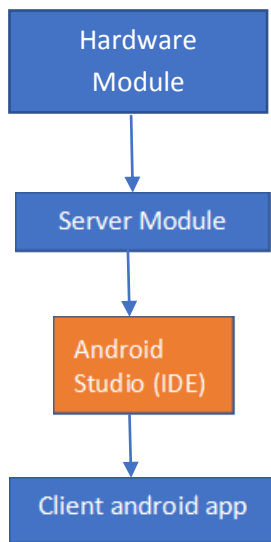 Hardware
Module
Server Module
Android
Studio (IDE)
Client android app